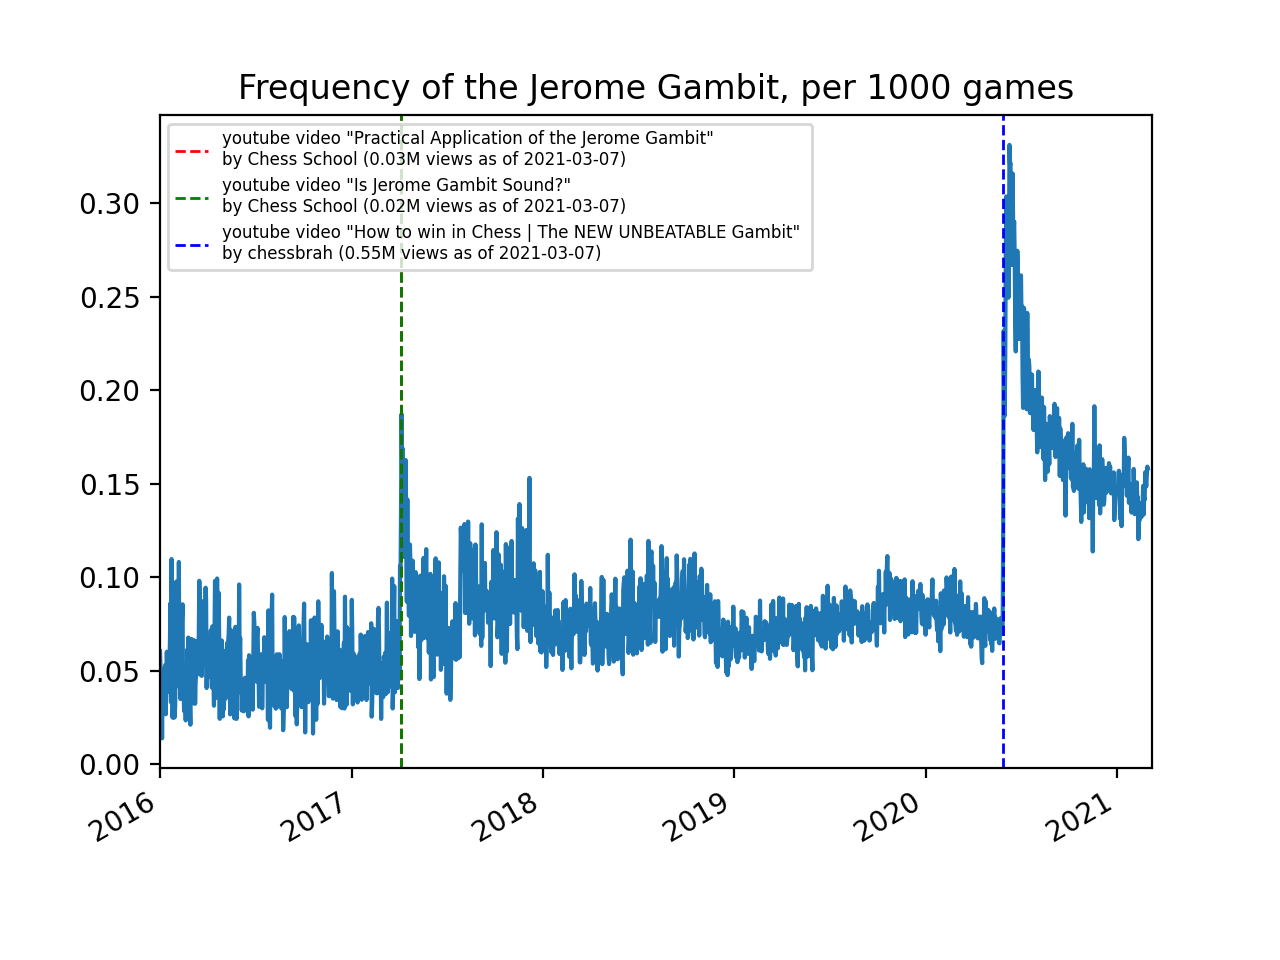 Frequency of the Jerome Gambit, per 1000 games
youtube video "Practical Application of the Jerome Gambit"
by Chess School (0.03M views as of 2021-03-07)
youtube video "Is Jerome Gambit Sound?"
by Chess School (0.02M views as of 2021-03-07)
youtube video "How to win in Chess | The NEW UNBEATABLE Gambit"
by chessbrah (0.55M views as of 2021-03-07)
0.30
0.25
0.20
0.15
0.10
0.05
0.00
2016
2017
2018
2019
2020
2021